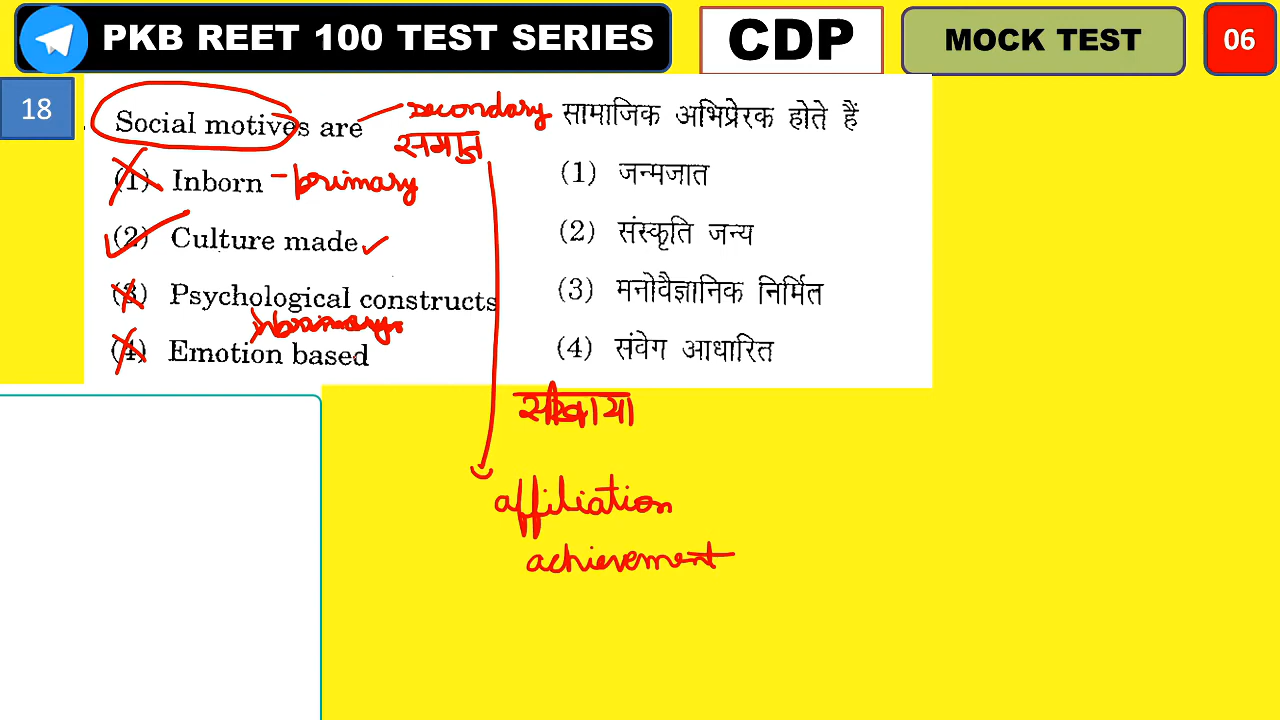 PKB REET 100 TEST SERIES
CDP
MOCK TEST
06
18
Social motives are
secondary
समाज
(1) Inborn - primary
(2) Culture made
(3) Psychological constructs
(4) Emotion based
सामाजिक अभिप्रेरक होते हैं
(1) जन्मजात
(2) संस्कृति जन्य
(3) मनोवैज्ञानिक निर्मित
(4) संवेग आधारित
affiliation
achievement